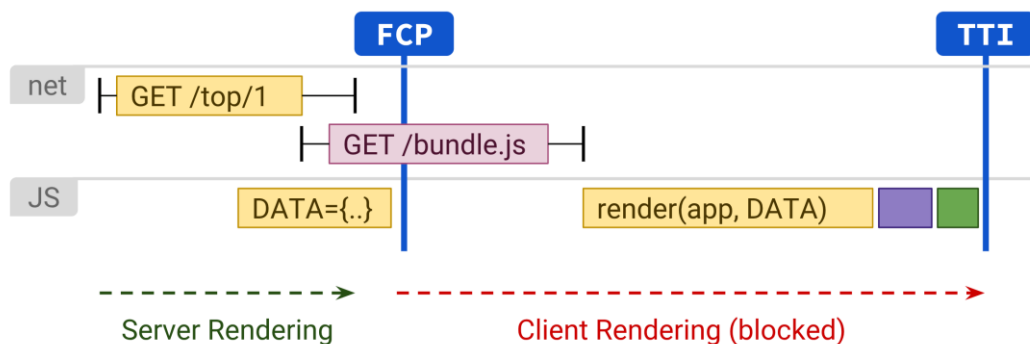 FCP
TTI
net
GET /top/1
GET /bundle.js
JS
DATA={..}
render(app, DATA)
Server Rendering
Client Rendering (blocked)